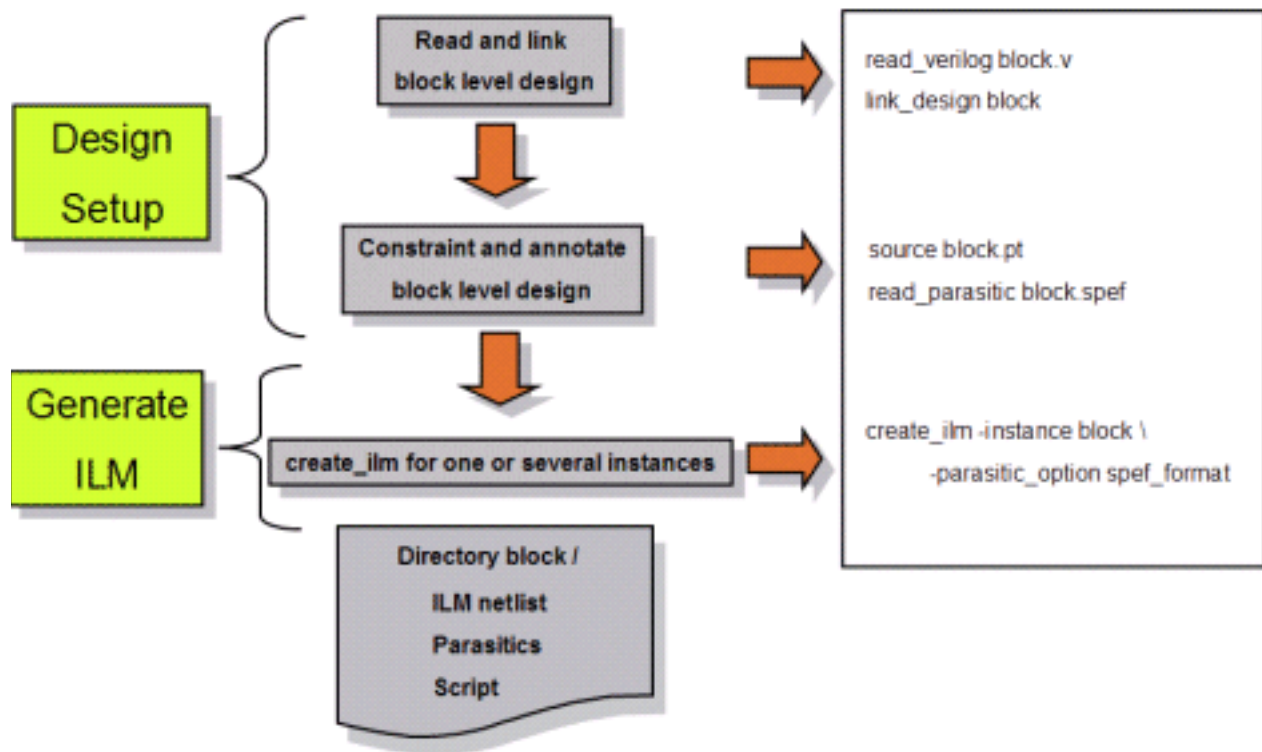 Design
Setup
Read and link
block level design
read_verilog block.v
link_design block
Constraint and annotate
block level design
source block.pt
read_parasitic block.spef
Generate
ILM
create_ilm for one or several instances
create_ilm -instance block \
-parasitic_option spef_format
Directory block /
ILM netlist
Parasitics
Script